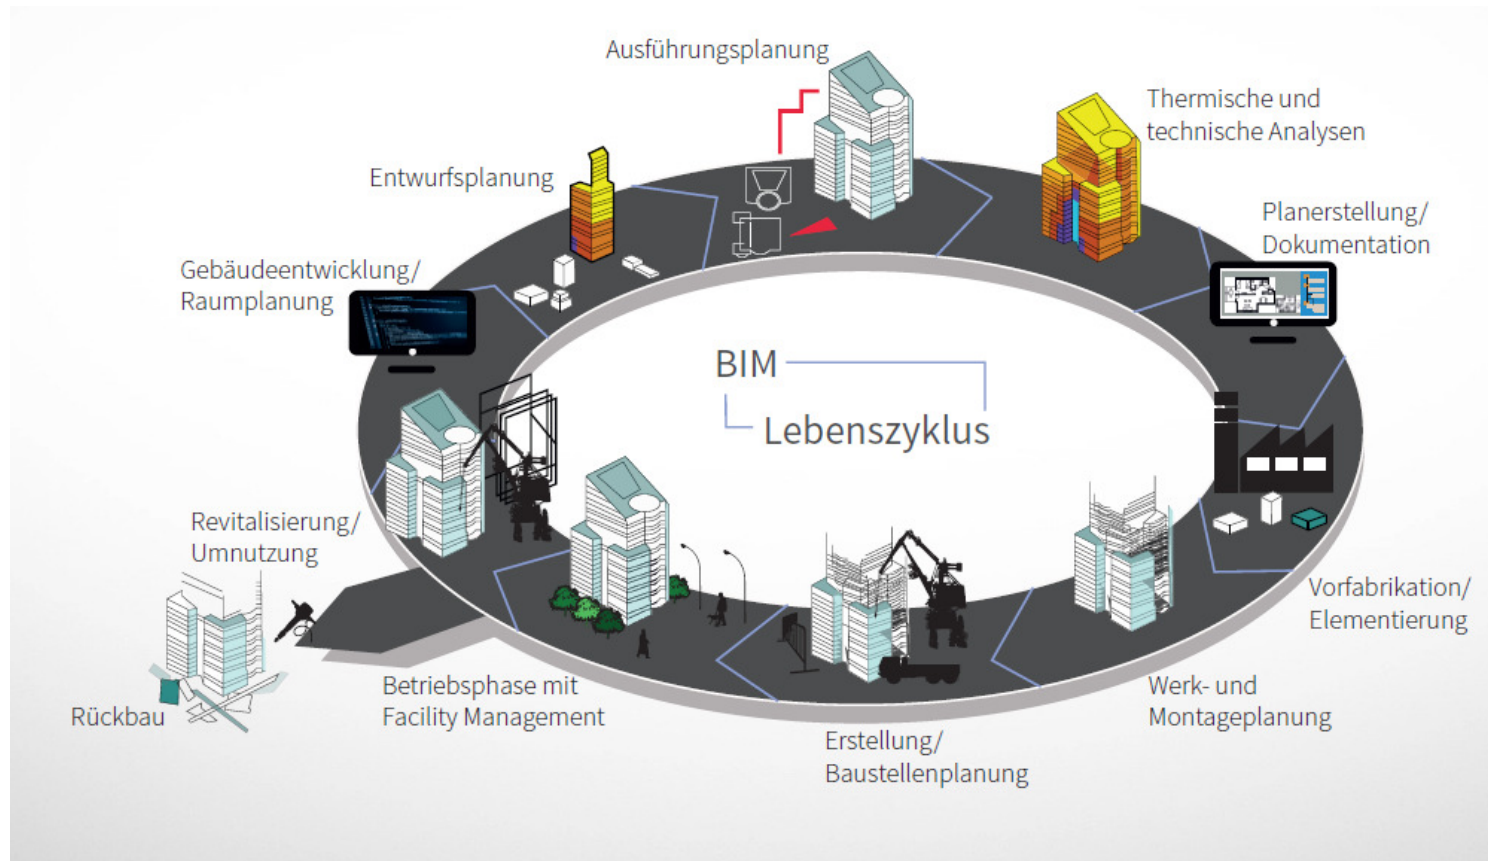 Ausführungsplanung
Thermische und
technische Analysen
Entwurfsplanung
Planerstellung/
Dokumentation
Gebäudeentwicklung/
Raumplanung
BIM
Lebenszyklus
Revitalisierung/
Umnutzung
Vorfabrikation/
Elementierung
Rückbau
Betriebsphase mit
Facility Management
Werk- und
Montageplanung
Erstellung/
Baustellenplanung